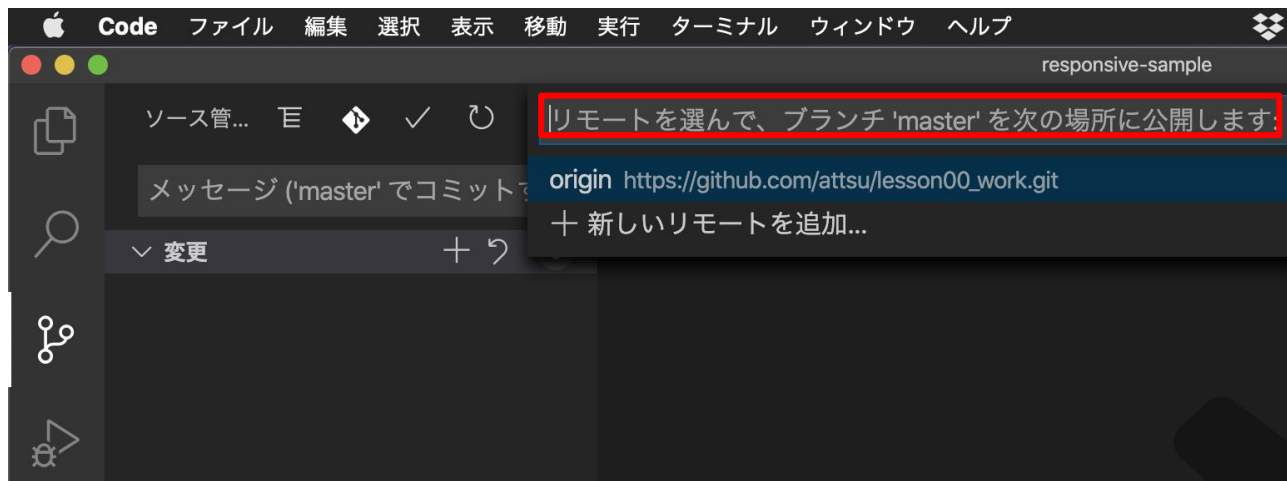 Code ファイル 編集 選択 表示 移動 実行 ターミナル ウィンドウ ヘルプ
responsive-sample
ソース管...
リモートを選んで、ブランチ 'master' を次の場所に公開します:
メッセージ ('master' でコミットす
origin https://github.com/attsu/lesson00_work.git
新しいリモートを追加...
変更